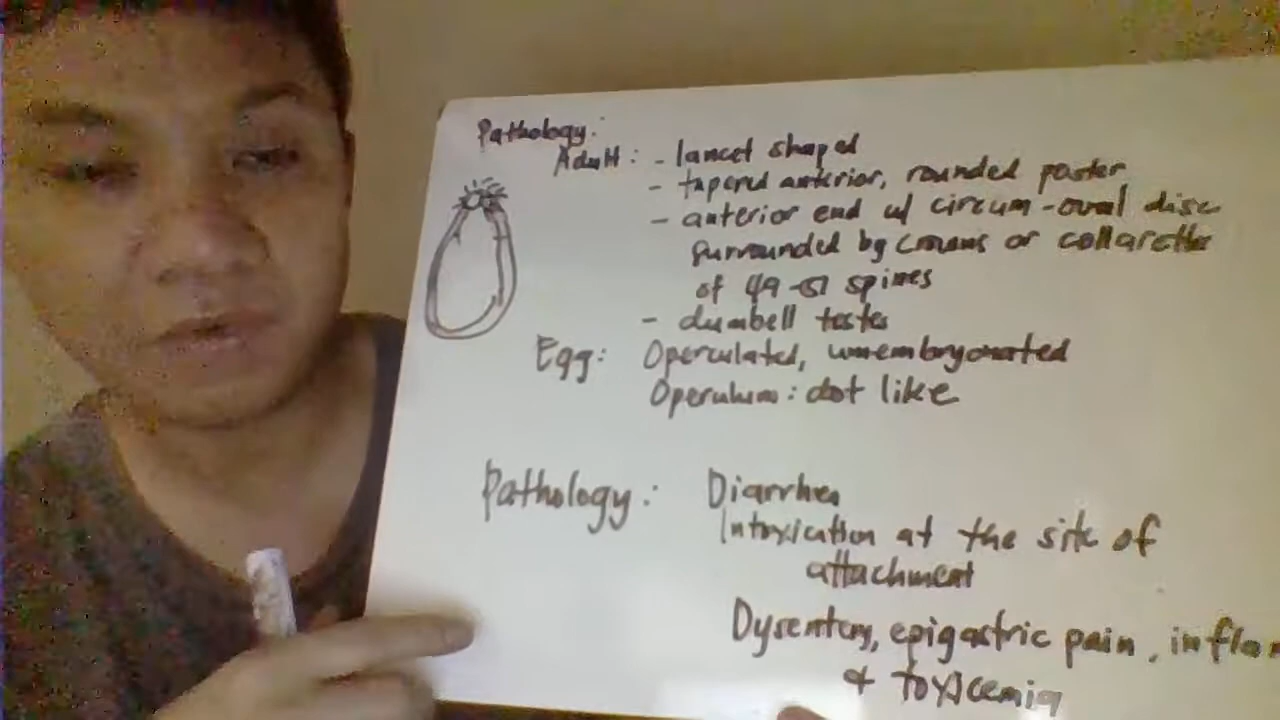 Pathology:
Adult: - lancet shaped
- tapered anterior, rounded poster
- anterior end w/ circum-oval disc
surrounded by crowns or collarette
of 49-51 spines
- dumbell testes
Egg: Operculated, unembryonated
Operculum: dot like
Pathology: Diarrhea
Intoxication at the site of
attachment
Dysentery, epigastric pain, inflam
& toxicemia